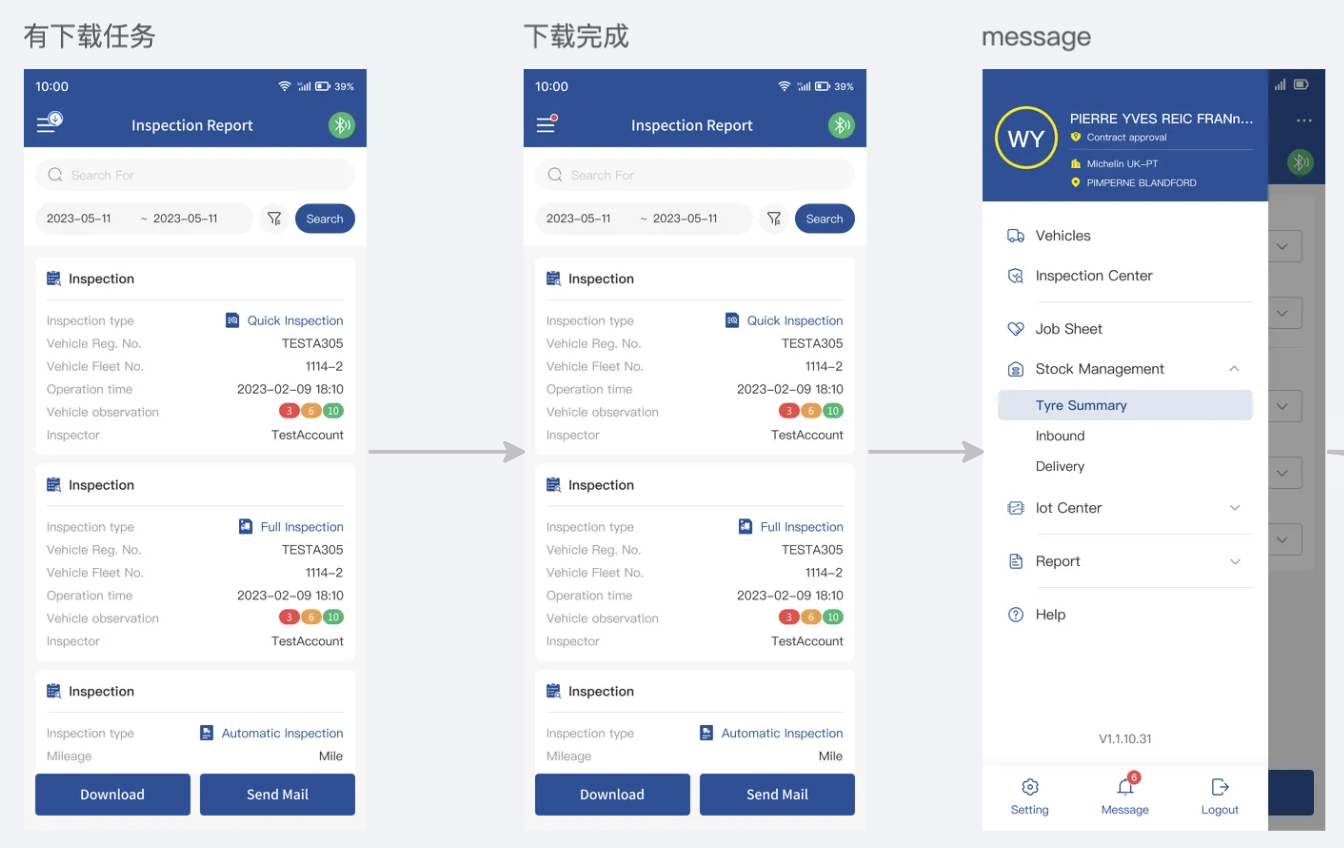 有下载任务
10:00
39%
Inspection Report
Search For
2023-05-11 ~ 2023-05-11 Search
Inspection
Inspection type Quick Inspection
Vehicle Reg. No. TESTA305
Vehicle Fleet No. 1114-2
Operation time 2023-02-09 18:10
Vehicle observation 3 6 10
Inspector TestAccount
Inspection
Inspection type Full Inspection
Vehicle Reg. No. TESTA305
Vehicle Fleet No. 1114-2
Operation time 2023-02-09 18:10
Vehicle observation 3 6 10
Inspector TestAccount
Inspection
Inspection type Automatic Inspection
Mileage Mile
Download Send Mail
下载完成
10:00
39%
Inspection Report
Search For
2023-05-11 ~ 2023-05-11 Search
Inspection
Inspection type Quick Inspection
Vehicle Reg. No. TESTA305
Vehicle Fleet No. 1114-2
Operation time 2023-02-09 18:10
Vehicle observation 3 6 10
Inspector TestAccount
Inspection
Inspection type Full Inspection
Vehicle Reg. No. TESTA305
Vehicle Fleet No. 1114-2
Operation time 2023-02-09 18:10
Vehicle observation 3 6 10
Inspector TestAccount
Inspection
Inspection type Automatic Inspection
Mileage Mile
Download Send Mail
message
WY
PIERRE YVES REIC FRANn...
Contract approval
Michelin UK-PT
PIMPERNE BLANDFORD
Vehicles
Inspection Center
Job Sheet
Stock Management
Tyre Summary
Inbound
Delivery
Iot Center
Report
Help
V1.1.10.31
6
Setting Message Logout